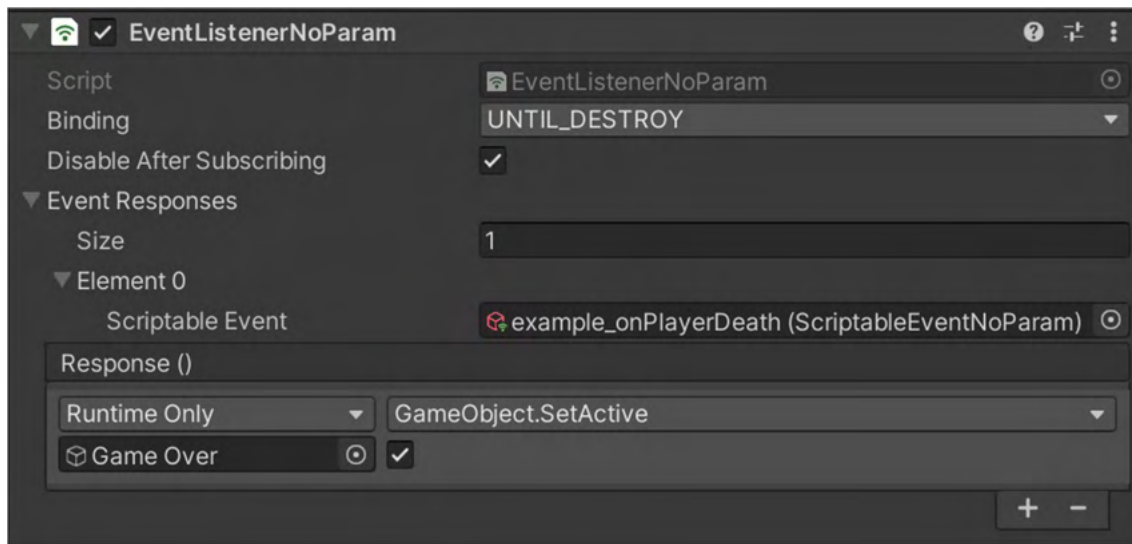 EventListenerNoParam
Script EventListenerNoParam
Binding UNTIL_DESTROY
Disable After Subscribing
Event Responses
Size 1
Element 0
Scriptable Event example_onPlayerDeath (ScriptableEventNoParam)
Response ()
Runtime Only GameObject.SetActive
Game Over